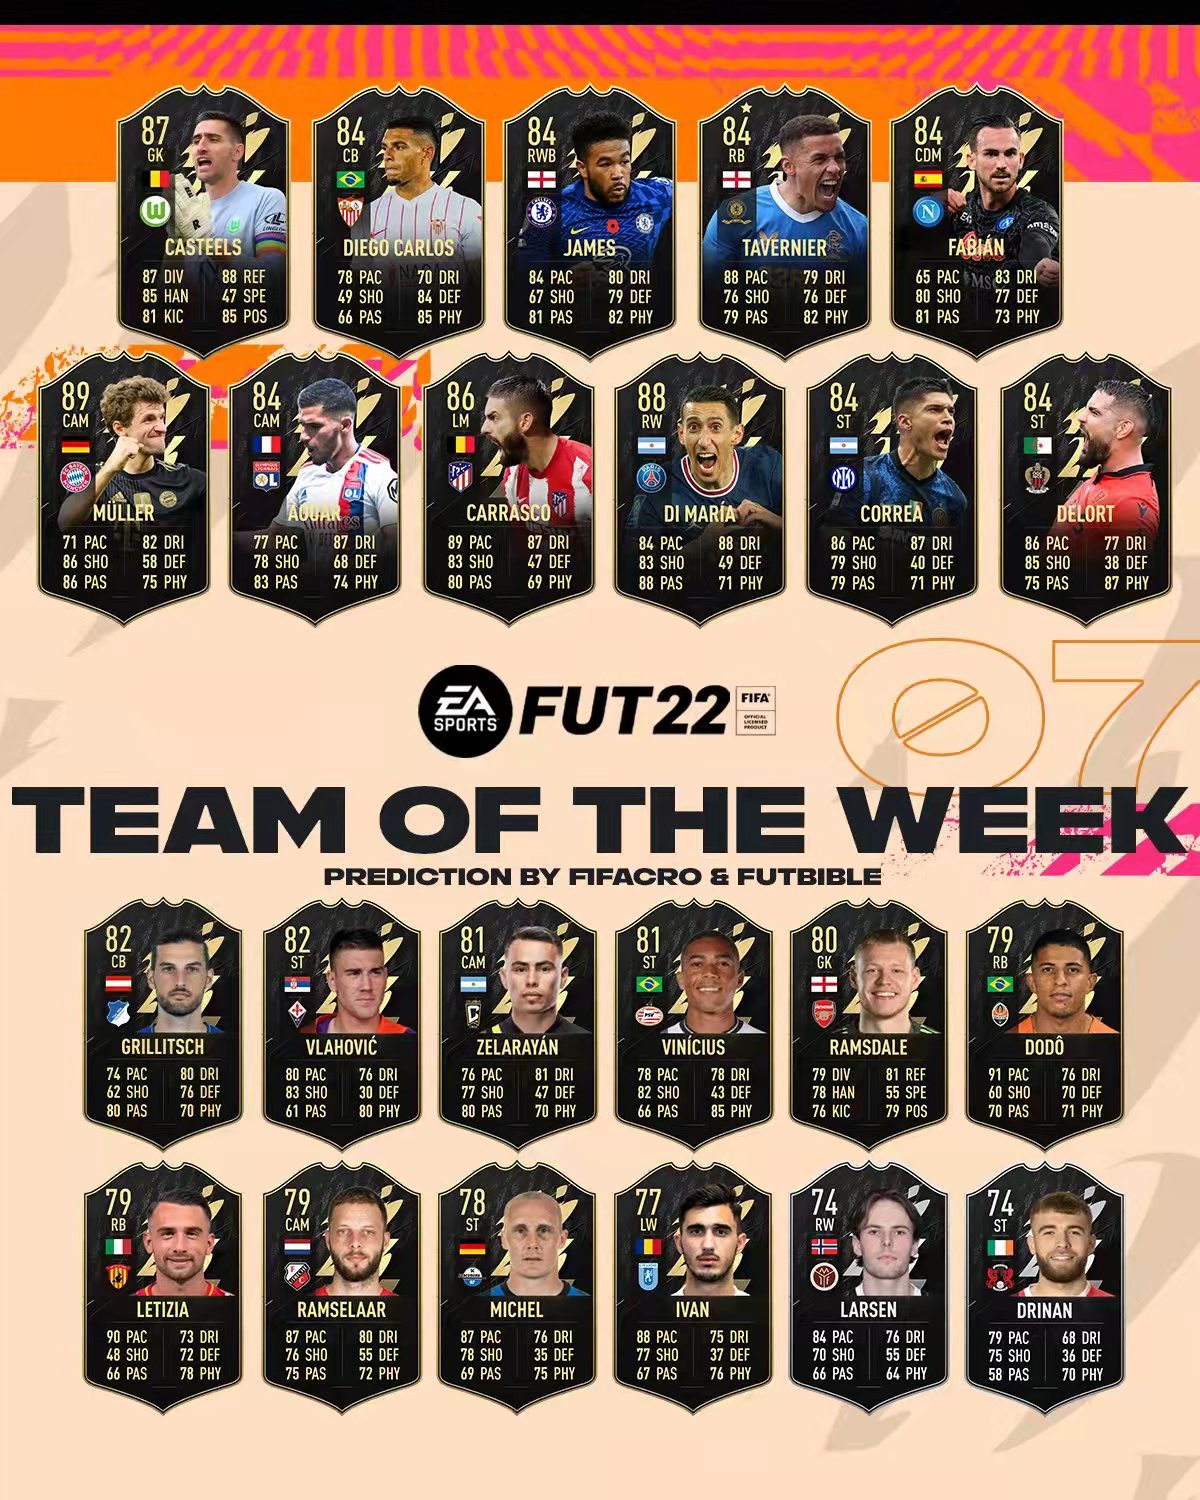 87 GK CASTEELS
87 DIV 88 REF
85 HAN 47 SPE
81 KIC 85 POS
84 CB DIEGO CARLOS
78 PAC 70 DRI
49 SHO 84 DEF
66 PAS 85 PHY
84 RWB JAMES
84 PAC 80 DRI
67 SHO 79 DEF
81 PAS 82 PHY
84 RB TAVERNIER
88 PAC 79 DRI
76 SHO 76 DEF
79 PAS 82 PHY
84 CDM FABIÁN
65 PAC 83 DRI
80 SHO 77 DEF
81 PAS 73 PHY
89 CAM MÜLLER
71 PAC 82 DRI
86 SHO 58 DEF
86 PAS 75 PHY
84 CAM AOUAR
77 PAC 87 DRI
78 SHO 68 DEF
83 PAS 74 PHY
86 LM CARRASCO
89 PAC 87 DRI
83 SHO 47 DEF
80 PAS 69 PHY
88 RW DI MARÍA
84 PAC 88 DRI
83 SHO 49 DEF
88 PAS 71 PHY
84 ST CORREA
86 PAC 87 DRI
79 SHO 40 DEF
79 PAS 71 PHY
84 ST DELORT
86 PAC 77 DRI
85 SHO 38 DEF
75 PAS 87 PHY
07
EA SPORTS FUT22 FIFA OFFICIAL LICENSED PRODUCT
TEAM OF THE WEEK
PREDICTION BY FIFACRO & FUTBIBLE
82 CB GRILLITSCH
74 PAC 80 DRI
62 SHO 76 DEF
80 PAS 70 PHY
82 ST VLAHOVIĆ
80 PAC 76 DRI
83 SHO 30 DEF
61 PAS 80 PHY
81 CAM ZELARAYÁN
76 PAC 81 DRI
77 SHO 47 DEF
80 PAS 70 PHY
81 ST VINÍCIUS
78 PAC 78 DRI
82 SHO 43 DEF
66 PAS 85 PHY
80 GK RAMSDALE
79 DIV 81 REF
78 HAN 55 SPE
76 KIC 79 POS
79 RB DODÔ
91 PAC 76 DRI
60 SHO 70 DEF
70 PAS 71 PHY
79 RB LETIZIA
90 PAC 73 DRI
48 SHO 72 DEF
66 PAS 78 PHY
79 CAM RAMSELAAR
87 PAC 80 DRI
76 SHO 55 DEF
75 PAS 72 PHY
78 ST MICHEL
87 PAC 76 DRI
78 SHO 35 DEF
69 PAS 75 PHY
77 LW IVAN
88 PAC 75 DRI
77 SHO 37 DEF
67 PAS 76 PHY
74 RW LARSEN
84 PAC 76 DRI
70 SHO 55 DEF
66 PAS 64 PHY
74 ST DRINAN
79 PAC 68 DRI
75 SHO 36 DEF
58 PAS 70 PHY